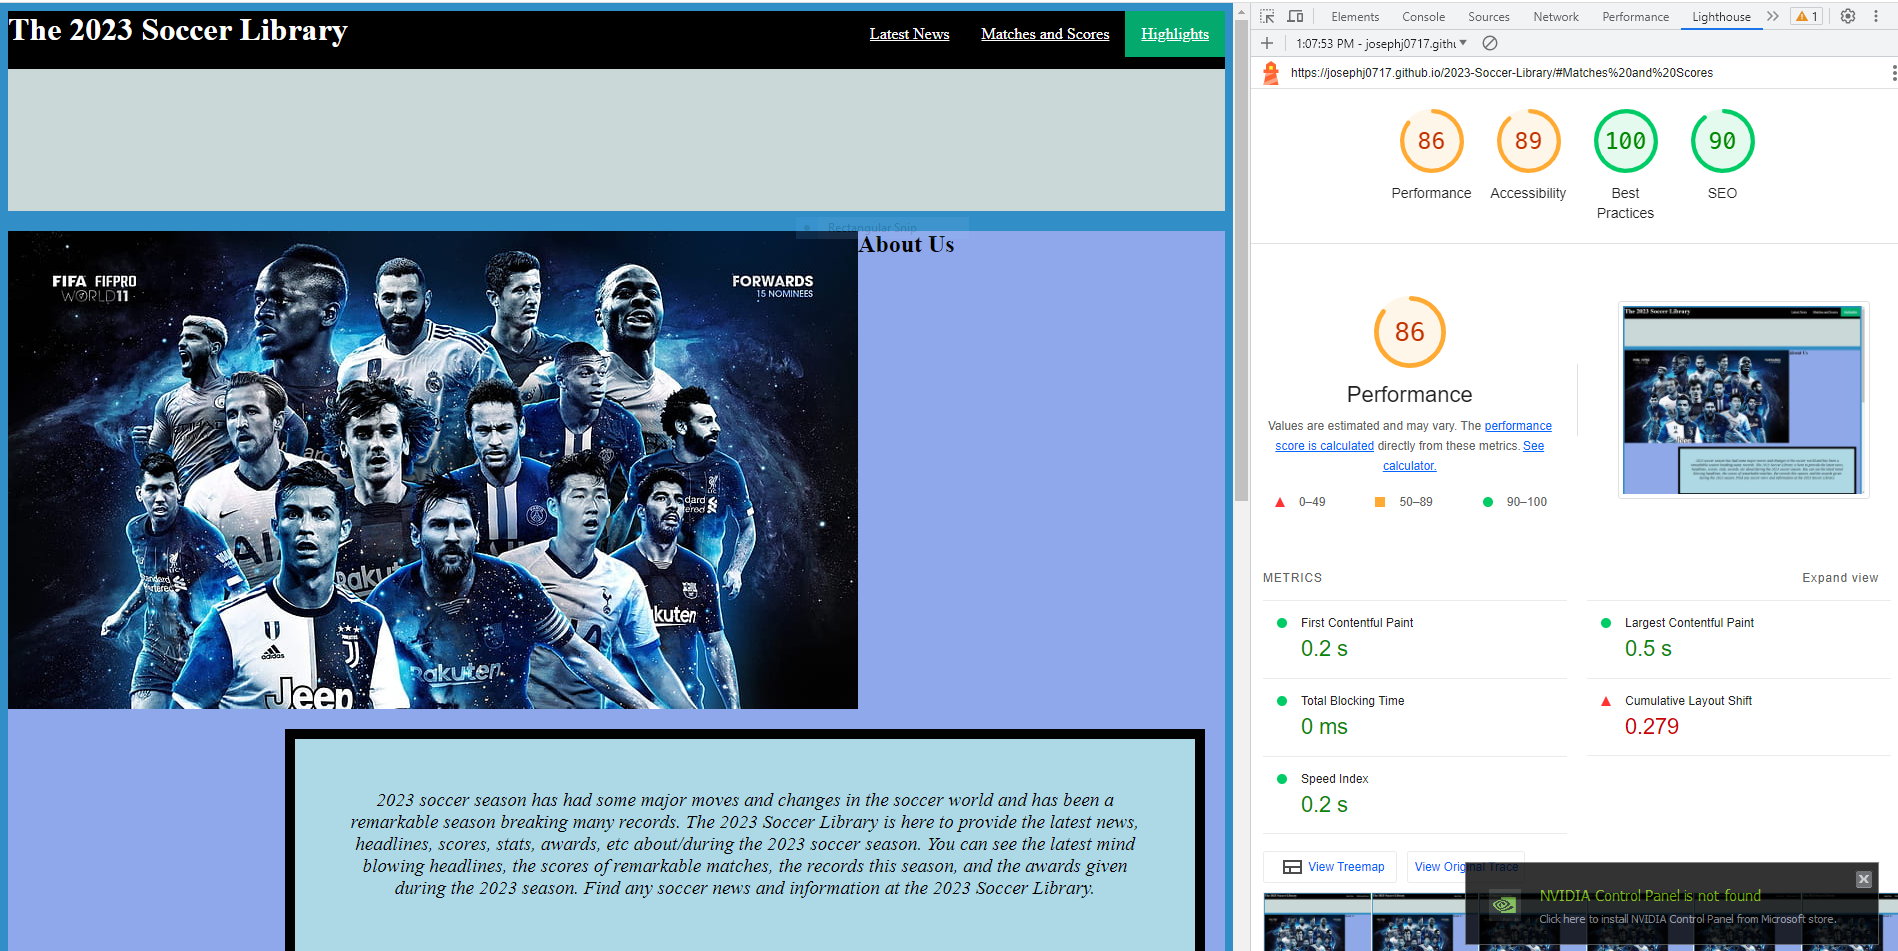 The 2023 Soccer Library
Latest News
Matches and Scores
Highlights
Rectangular Snip
FIFA FIFPRO
WORLD11
FORWARDS
15 NOMINEES
About Us
Jeep
adidas
Rakuten
2023 soccer season has had some major moves and changes in the soccer world and has been a
remarkable season breaking many records. The 2023 Soccer Library is here to provide the latest news,
headlines, scores, stats, awards, etc about/during the 2023 soccer season. You can see the latest mind
blowing headlines, the scores of remarkable matches, the records this season, and the awards given
during the 2023 season. Find any soccer news and information at the 2023 Soccer Library.
Elements
Console
Sources
Network
Performance
Lighthouse
1
1:07:53 PM - josephj0717.githu
https://josephj0717.github.io/2023-Soccer-Library/#Matches%20and%20Scores
86
89
100
90
Performance
Accessibility
Best
Practices
SEO
86
Performance
Values are estimated and may vary. The performance
score is calculated directly from these metrics. See
calculator.
0–49
50–89
90–100
METRICS
Expand view
First Contentful Paint
0.2 s
Largest Contentful Paint
0.5 s
Total Blocking Time
0 ms
Cumulative Layout Shift
0.279
Speed Index
0.2 s
View Treemap
View Original Trace
NVIDIA Control Panel is not found
Click here to install NVIDIA Control Panel from Microsoft store.